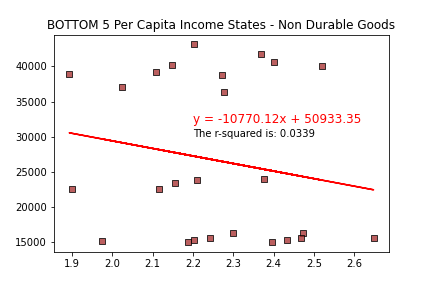 BOTTOM 5 Per Capita Income States - Non Durable Goods
40000
35000
30000
25000
20000
15000
y = -10770.12x + 50933.35
The r-squared is: 0.0339
1.9 2.0 2.1 2.2 2.3 2.4 2.5 2.6